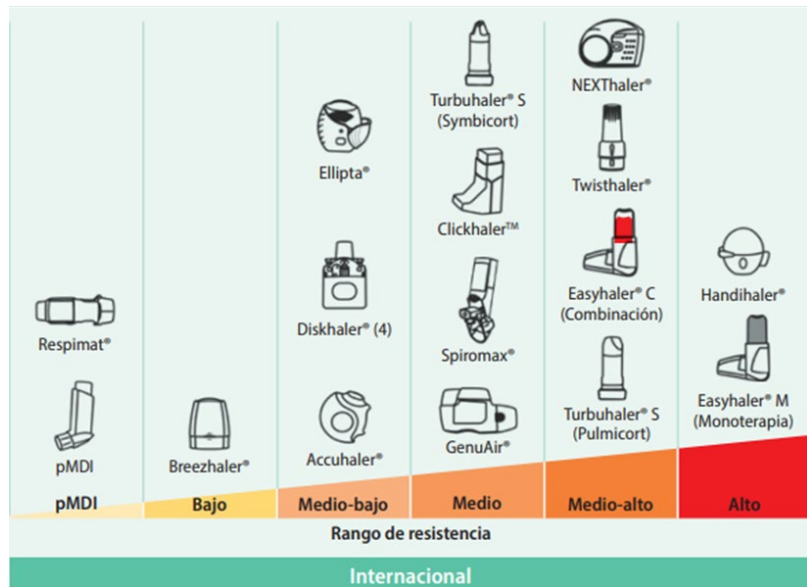 Respimat®
pMDI
Breezhaler®
Ellipta®
Diskhaler® (4)
Accuhaler®
Turbuhaler® S
(Symbicort)
Clickhaler™
Spiromax®
GenuAir®
NEXThaler®
Twisthaler®
Easyhaler® C
(Combinación)
Turbuhaler® S
(Pulmicort)
Handihaler®
Easyhaler® M
(Monoterapia)
pMDI
Bajo
Medio-bajo
Medio
Medio-alto
Alto
Rango de resistencia
Internacional